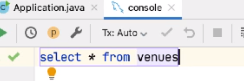 Application.java
console
Tx: Auto
select * from venues